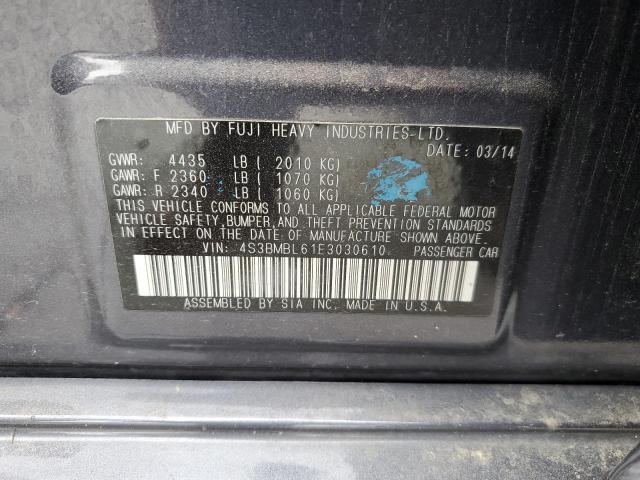 MFD BY FUJI HEAVY INDUSTRIES-LTD.
DATE: 03/14
GVWR: 4435 LB ( 2010 KG)
GAWR: F 2360 LB ( 1070 KG)
GAWR: R 2340 LB ( 1060 KG)
THIS VEHICLE CONFORMS TO ALL APPLICABLE FEDERAL MOTOR
VEHICLE SAFETY, BUMPER, AND THEFT PREVENTION STANDARDS
IN EFFECT ON THE DATE OF MANUFACTURE SHOWN ABOVE.
VIN: 4S3BMBL61E3030610 PASSENGER CAR
ASSEMBLED BY SIA INC. MADE IN U.S.A.